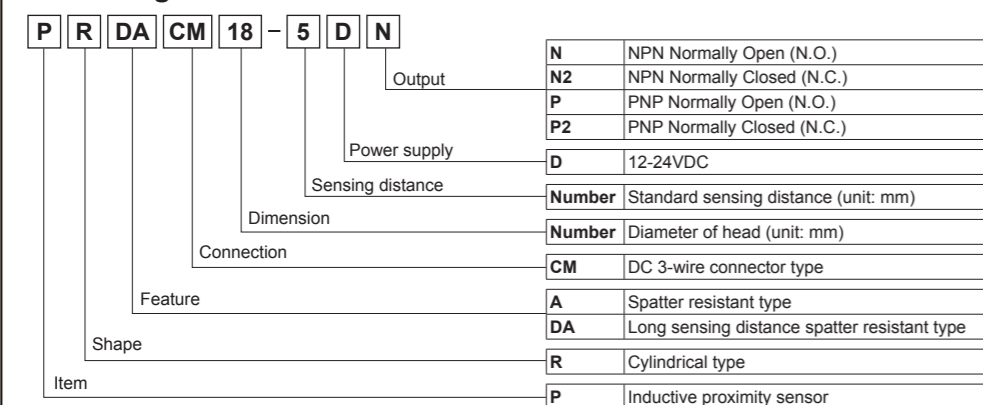 P R DA CM 18 - 5 D N
Output
N NPN Normally Open (N.O.)
N2 NPN Normally Closed (N.C.)
P PNP Normally Open (N.O.)
P2 PNP Normally Closed (N.C.)
Power supply
D 12-24VDC
Sensing distance
Number Standard sensing distance (unit: mm)
Dimension
Number Diameter of head (unit: mm)
Connection
CM DC 3-wire connector type
Feature
A Spatter resistant type
DA Long sensing distance spatter resistant type
Shape
R Cylindrical type
Item
P Inductive proximity sensor